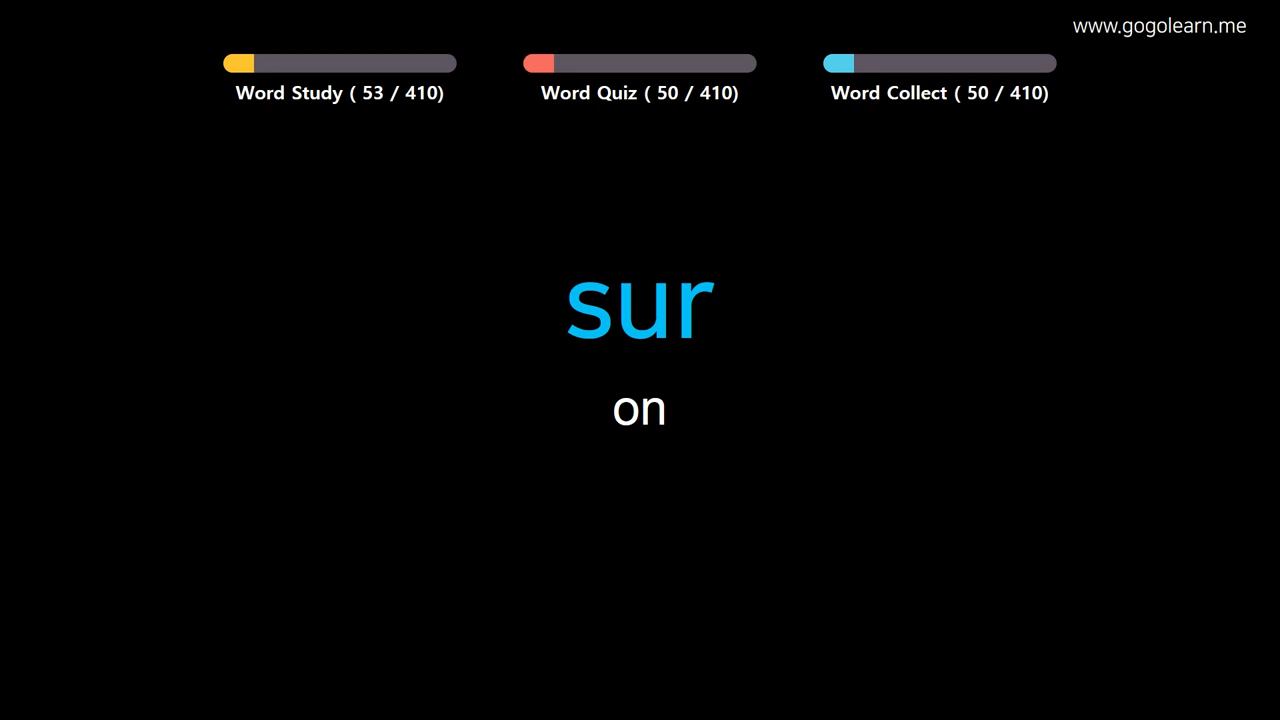 www.gogolearn.me
Word Study ( 53 / 410)
Word Quiz ( 50 / 410)
Word Collect ( 50 / 410)
sur
on